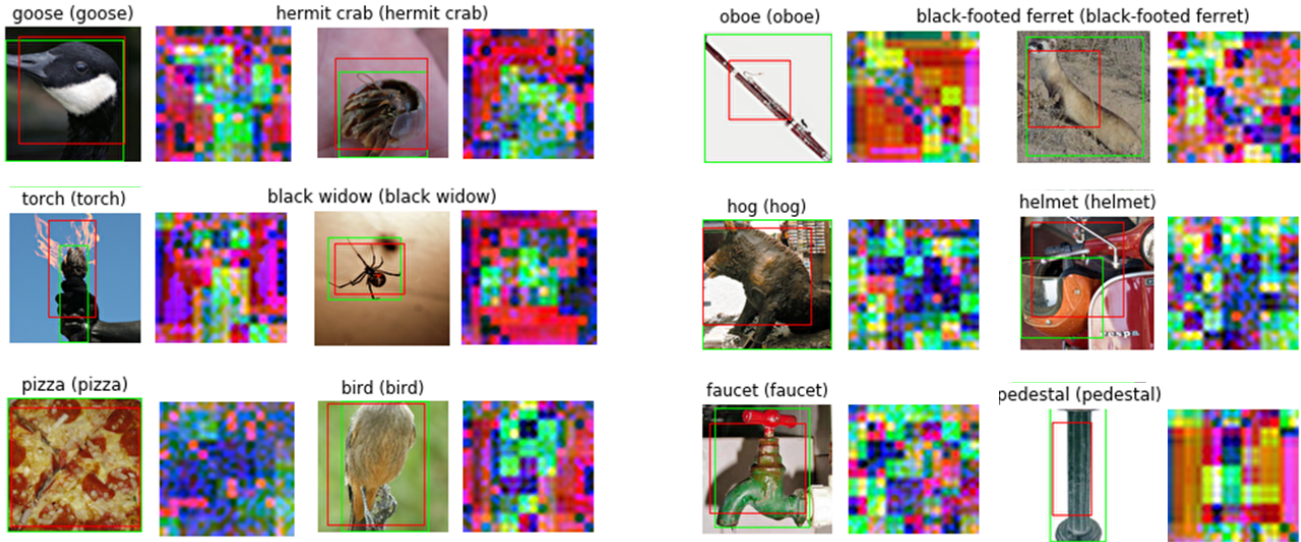 goose (goose)
hermit crab (hermit crab)
oboe (oboe)
black-footed ferret (black-footed ferret)
torch (torch)
black widow (black widow)
hog (hog)
helmet (helmet)
vespa
pizza (pizza)
bird (bird)
faucet (faucet)
pedestal (pedestal)